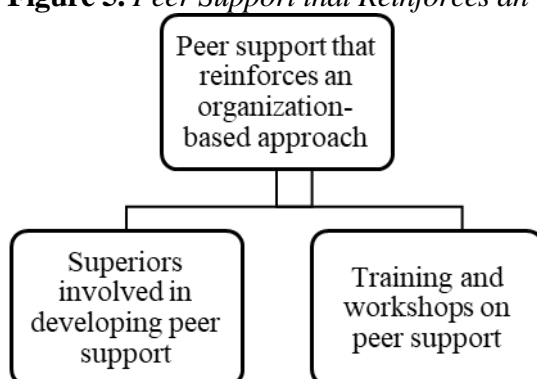 Figure 3. Peer Support that Reinforces an
Peer support that
reinforces an
organization-
based approach
Superiors
involved in
developing peer
support
Training and
workshops on
peer support